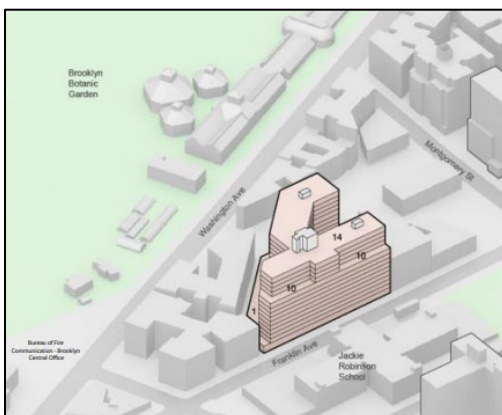 Brooklyn
Botanic
Garden
Montgomery St
Washington Ave
14
10
10
1
Bureau of Fire
Communication - Brooklyn
Central Office
Franklin Ave
Jackie
Robinson
School